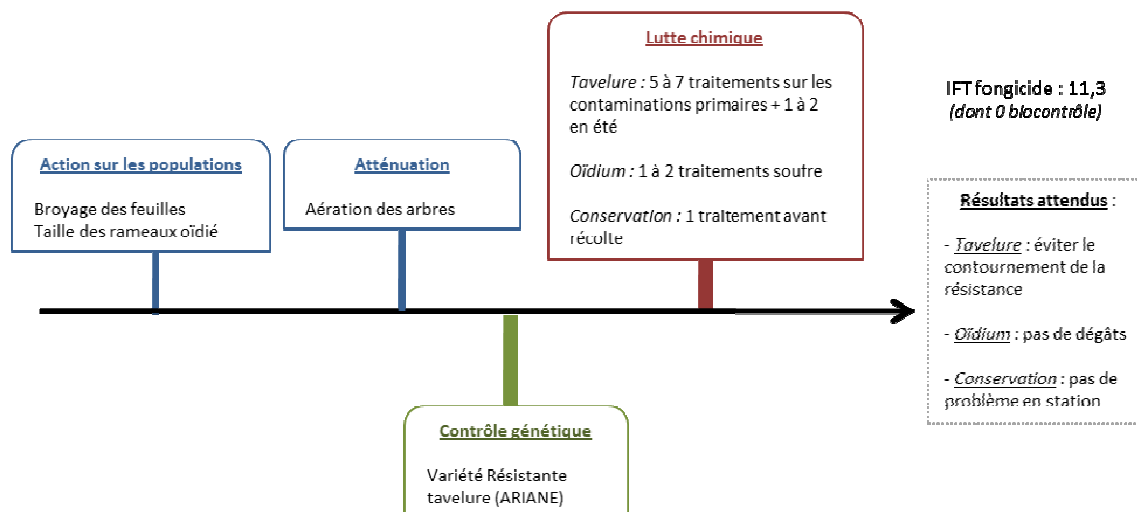 Lutte chimique
Tavelure : 5 à 7 traitements sur les
contaminations primaires + 1 à 2
en été
Oïdium : 1 à 2 traitements soufre
Conservation : 1 traitement avant
récolte
IFT fongicide : 11,3
(dont 0 biocontrôle)
Action sur les populations
Broyage des feuilles
Taille des rameaux oïdié
Atténuation
Aération des arbres
Résultats attendus :
- Tavelure : éviter le
contournement de la
résistance
- Oïdium : pas de dégâts
- Conservation : pas de
problème en station
Contrôle génétique
Variété Résistante
tavelure (ARIANE)